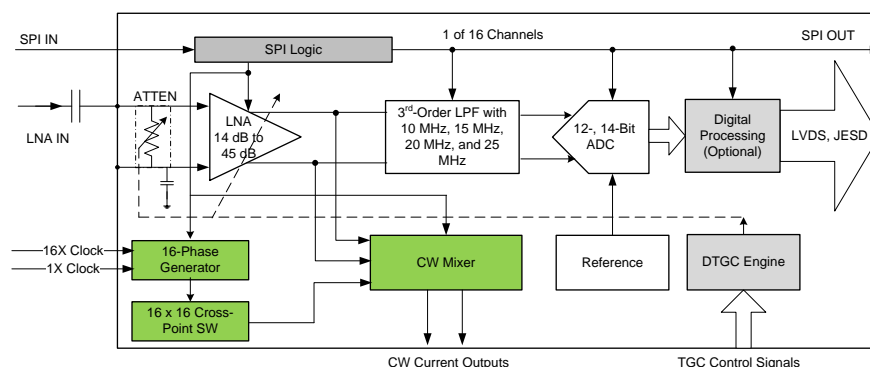 SPI IN
SPI Logic
1 of 16 Channels
SPI OUT
ATTEN
LNA IN
LNA
14 dB to
45 dB
3rd-Order LPF with
10 MHz, 15 MHz,
20 MHz, and 25
MHz
12-, 14-Bit
ADC
Digital
Processing
(Optional)
LVDS, JESD
16X Clock
1X Clock
16-Phase
Generator
CW Mixer
Reference
DTGC Engine
16 x 16 Cross-
Point SW
CW Current Outputs
TGC Control Signals